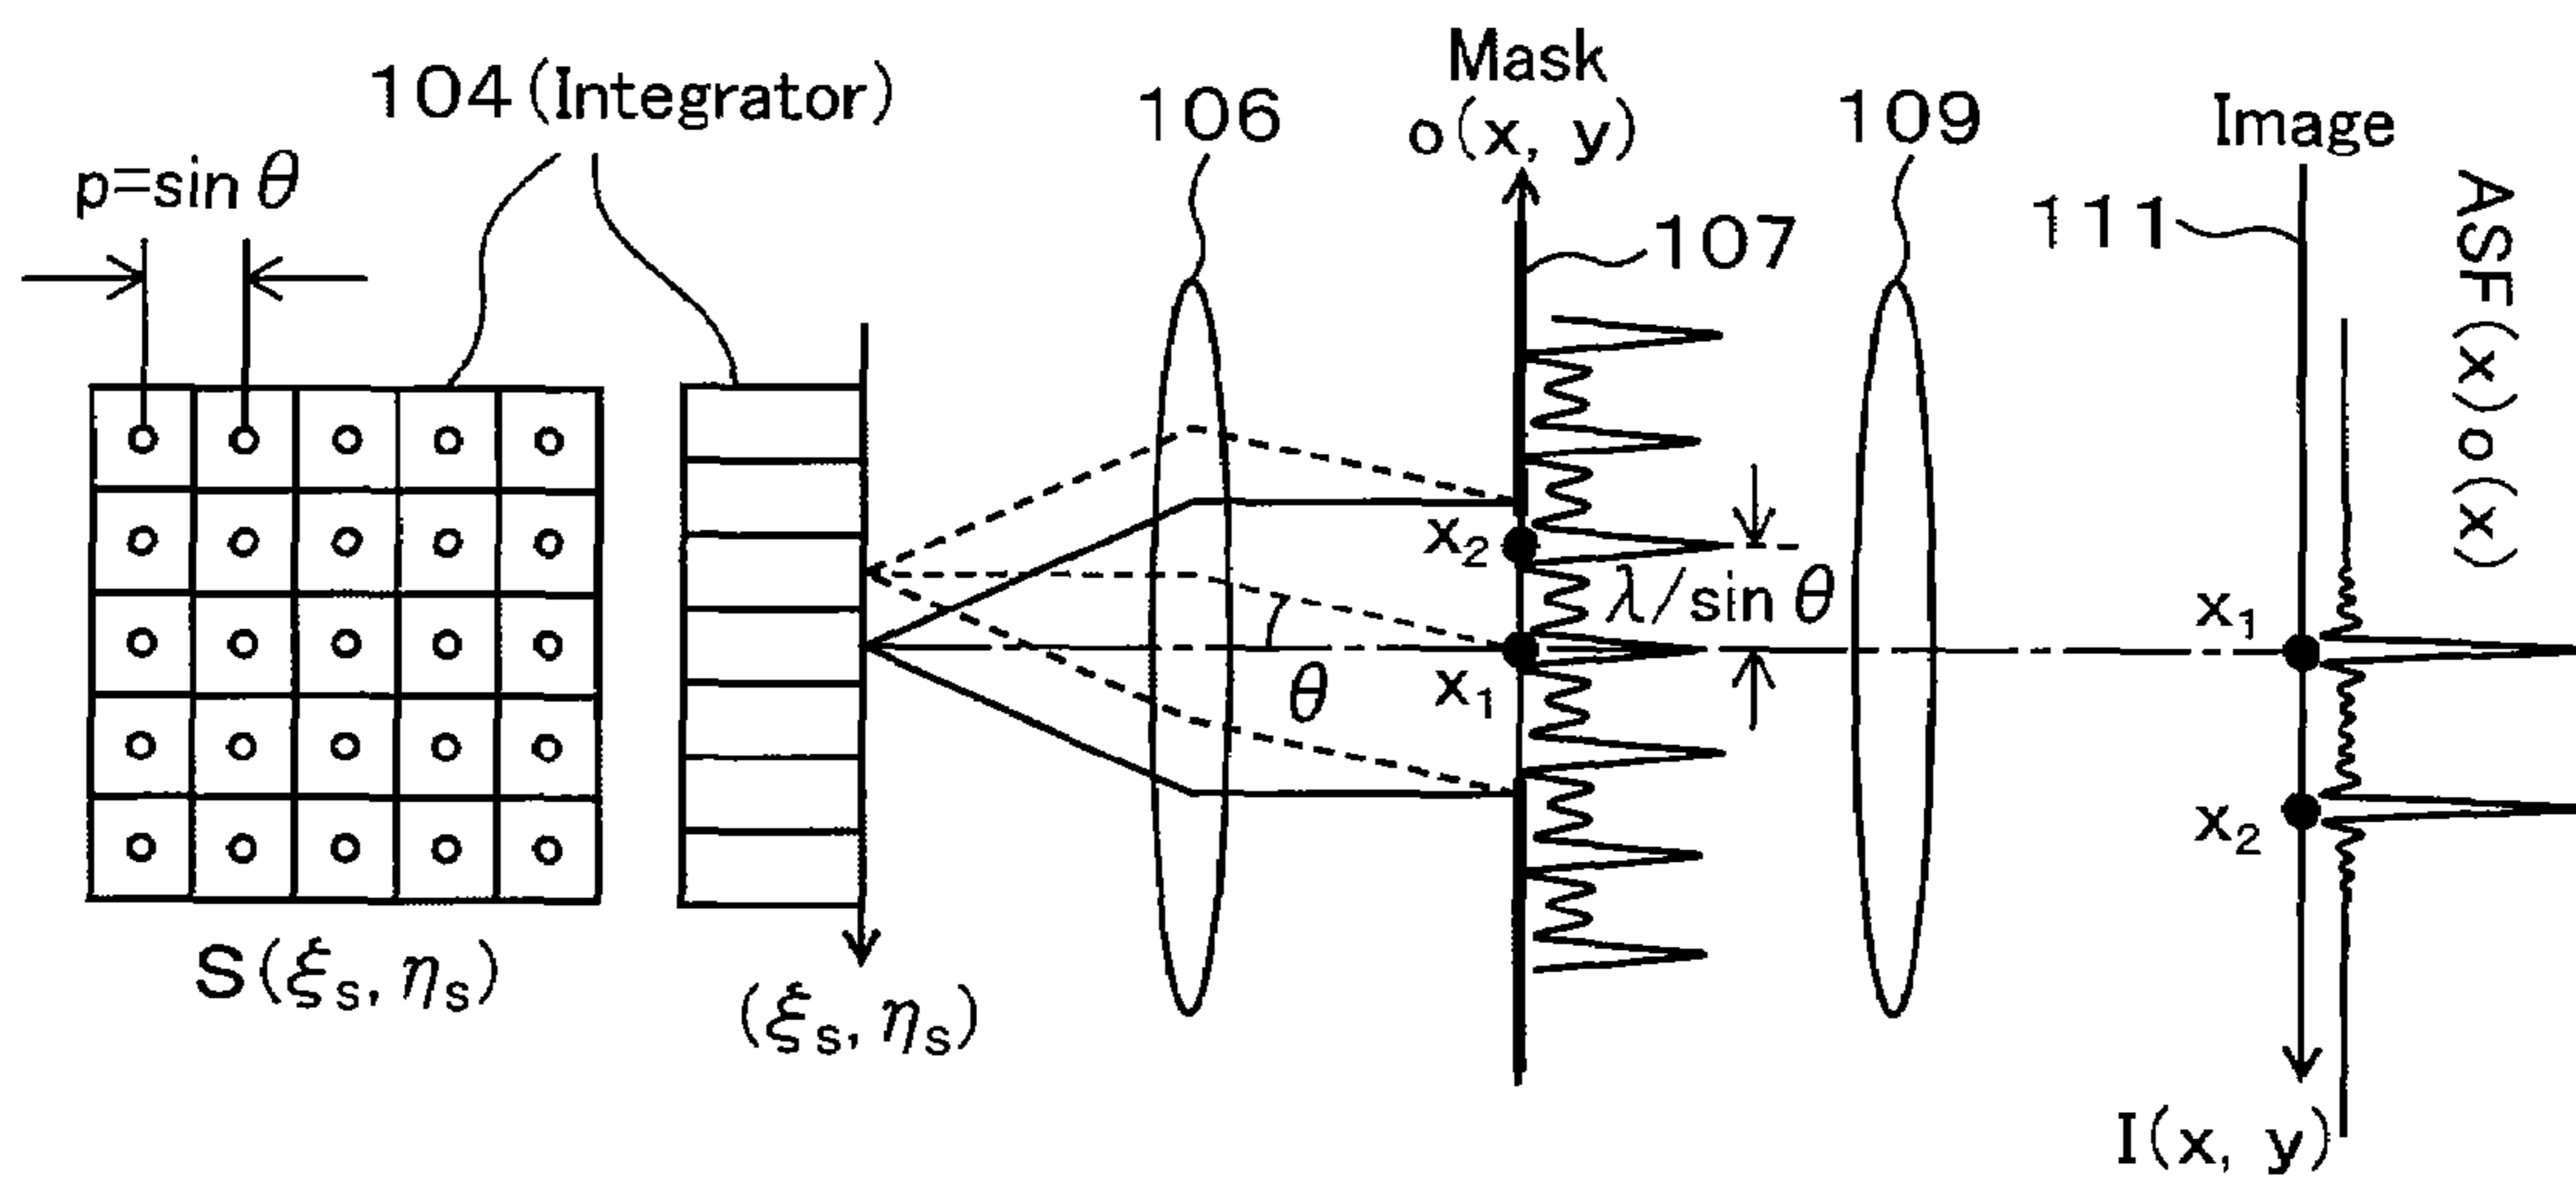 104(Integrator)
p=sin θ
S(ξs, ηs)
(ξs, ηs)
106
θ
Mask
o(x, y)
107
x2
x1
λ/sin θ
109
Image
111
x1
x2
I(x, y)
ASF(x)o(x)